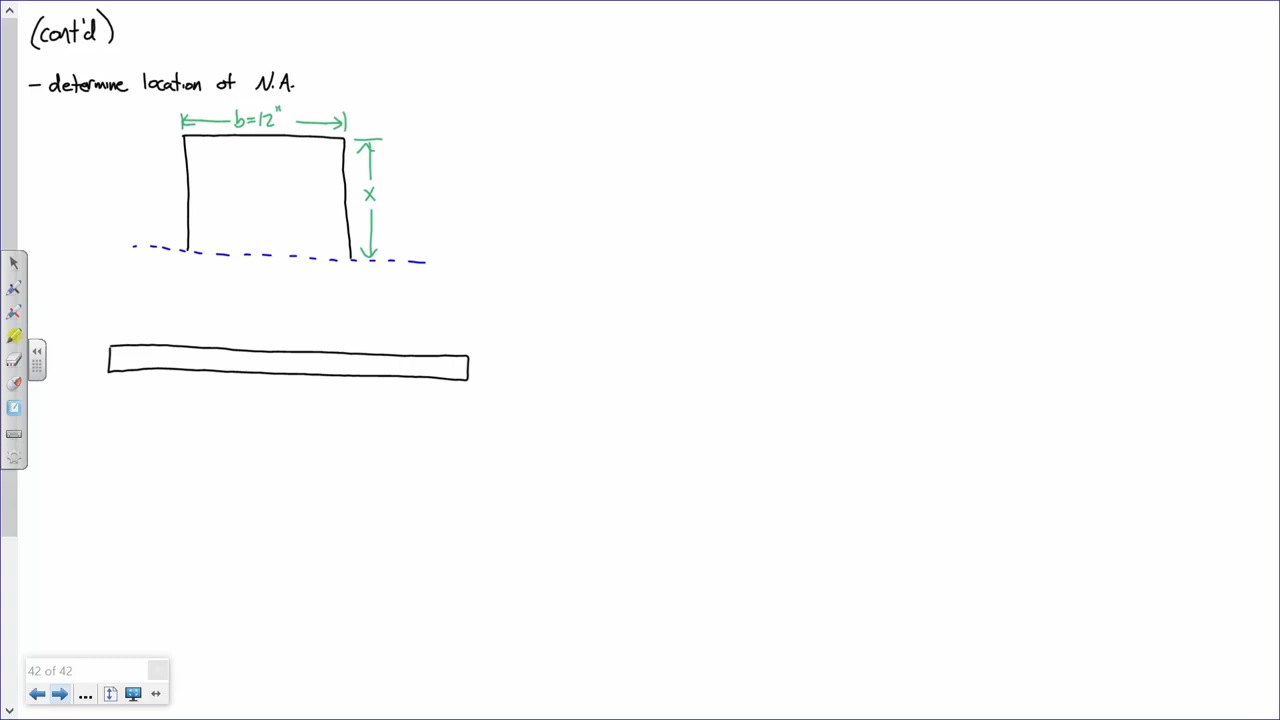 (cont'd)
- determine location of N.A.
b=12"
x
42 of 42
...